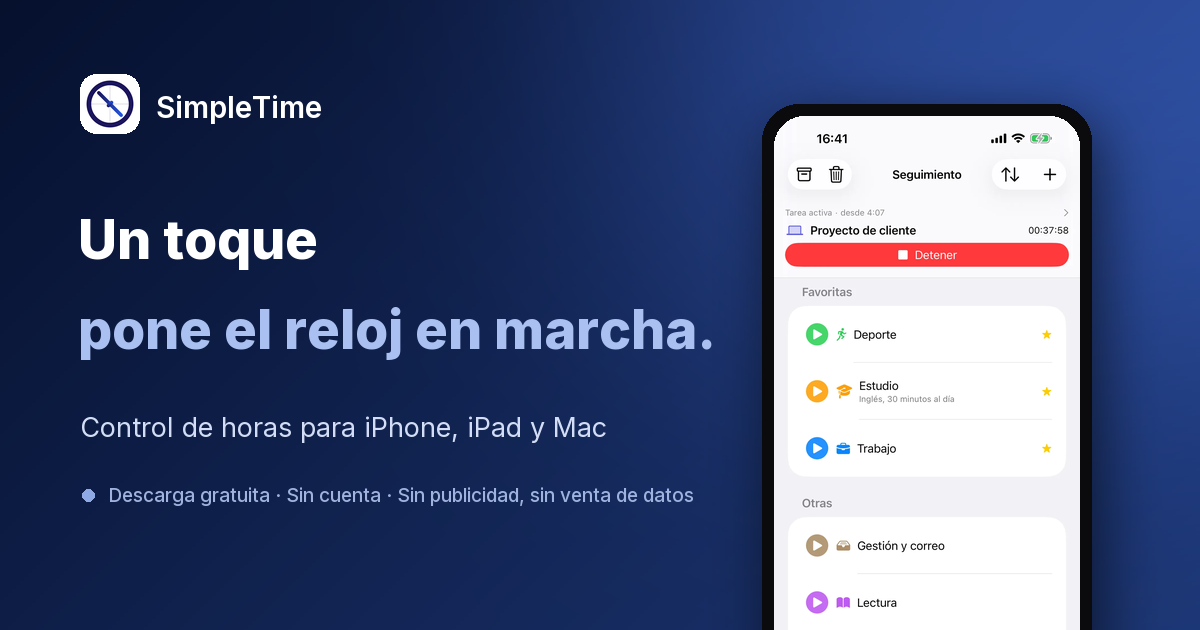 SimpleTime
Un toque
pone el reloj en marcha.
Control de horas para iPhone, iPad y Mac
Descarga gratuita · Sin cuenta · Sin publicidad, sin venta de datos
16:41
Seguimiento
Tarea activa · desde 4:07
Proyecto de cliente 00:37:58
Detener
Favoritas
Deporte
Estudio
Inglés, 30 minutos al día
Trabajo
Otras
Gestión y correo
Lectura